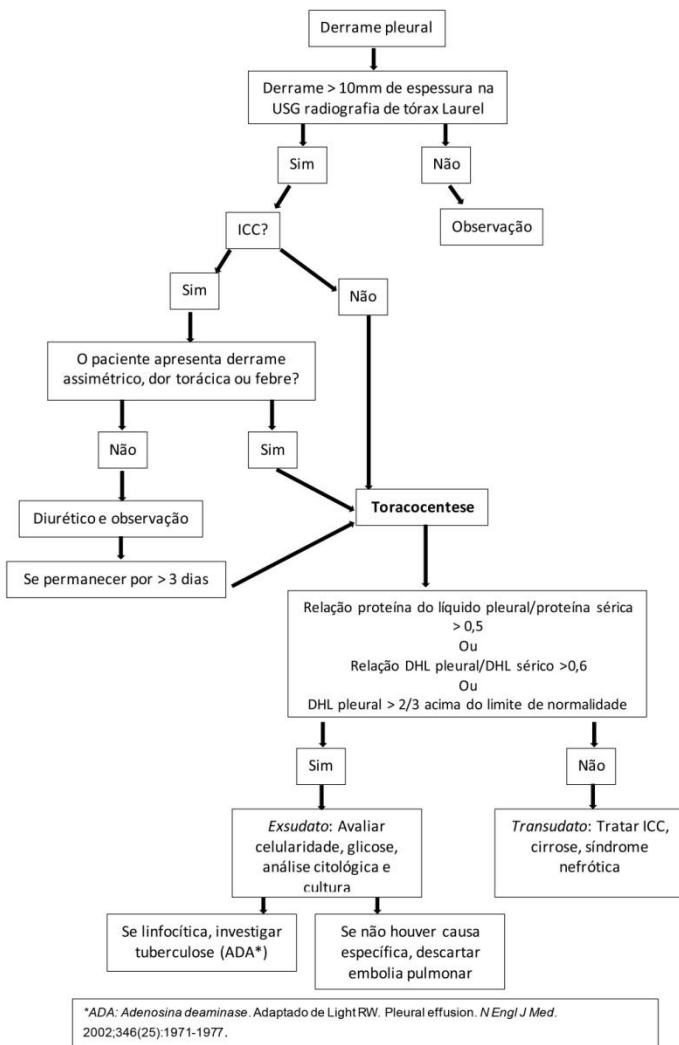 Derrame pleural
Derrame > 10mm de espessura na
USG radiografia de tórax Laurel
Sim
Não
ICC?
Observação
Sim
Não
O paciente apresenta derrame
assimétrico, dor torácica ou febre?
Não
Sim
Diurético e observação
Toracocentese
Se permanecer por > 3 dias
Relação proteína do líquido pleural/proteína sérica
> 0,5
Ou
Relação DHL pleural/DHL sérico >0,6
Ou
DHL pleural > 2/3 acima do limite de normalidade
Sim
Não
Exsudato: Avaliar
celularidade, glicose,
análise citológica e
cultura
Transudato: Tratar ICC,
cirrose, síndrome
nefrótica
Se linfocítica, investigar
tuberculose (ADA*)
Se não houver causa
específica, descartar
embolia pulmonar
*ADA: Adenosina deaminase. Adaptado de Light RW. Pleural effusion. N Engl J Med.
2002;346(25):1971-1977.